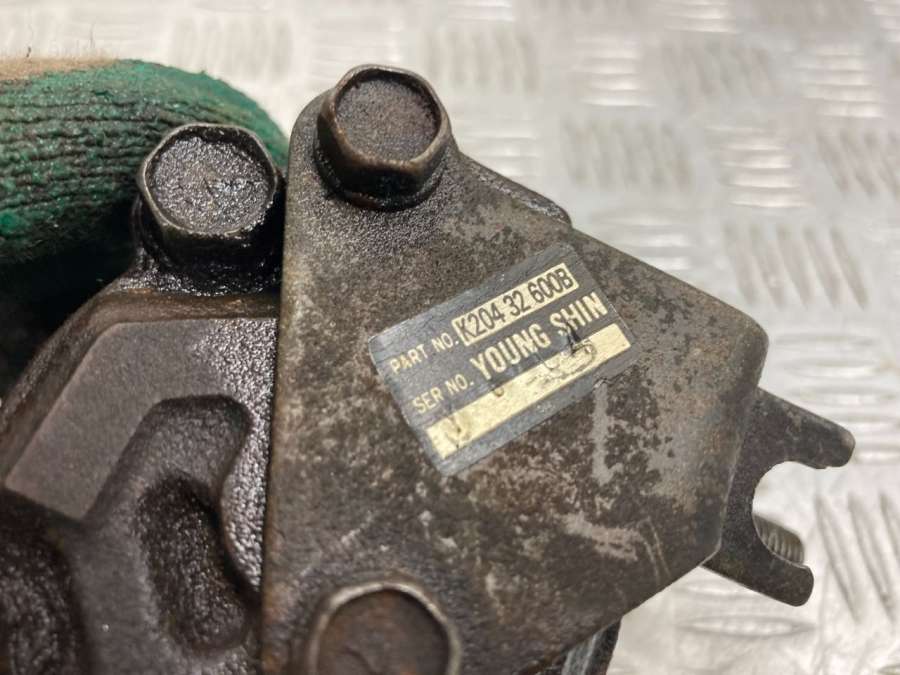 PART NO. K204 32 600B
SER NO. YOUNG SHIN